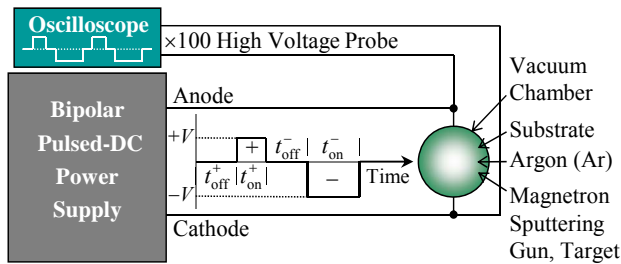 Oscilloscope
×100 High Voltage Probe
Bipolar
Pulsed-DC
Power
Supply
Anode
+V
+
t⁻off
t⁻on
t⁺off
t⁺on
−
Time
−V
Cathode
Vacuum
Chamber
Substrate
Argon (Ar)
Magnetron
Sputtering
Gun, Target